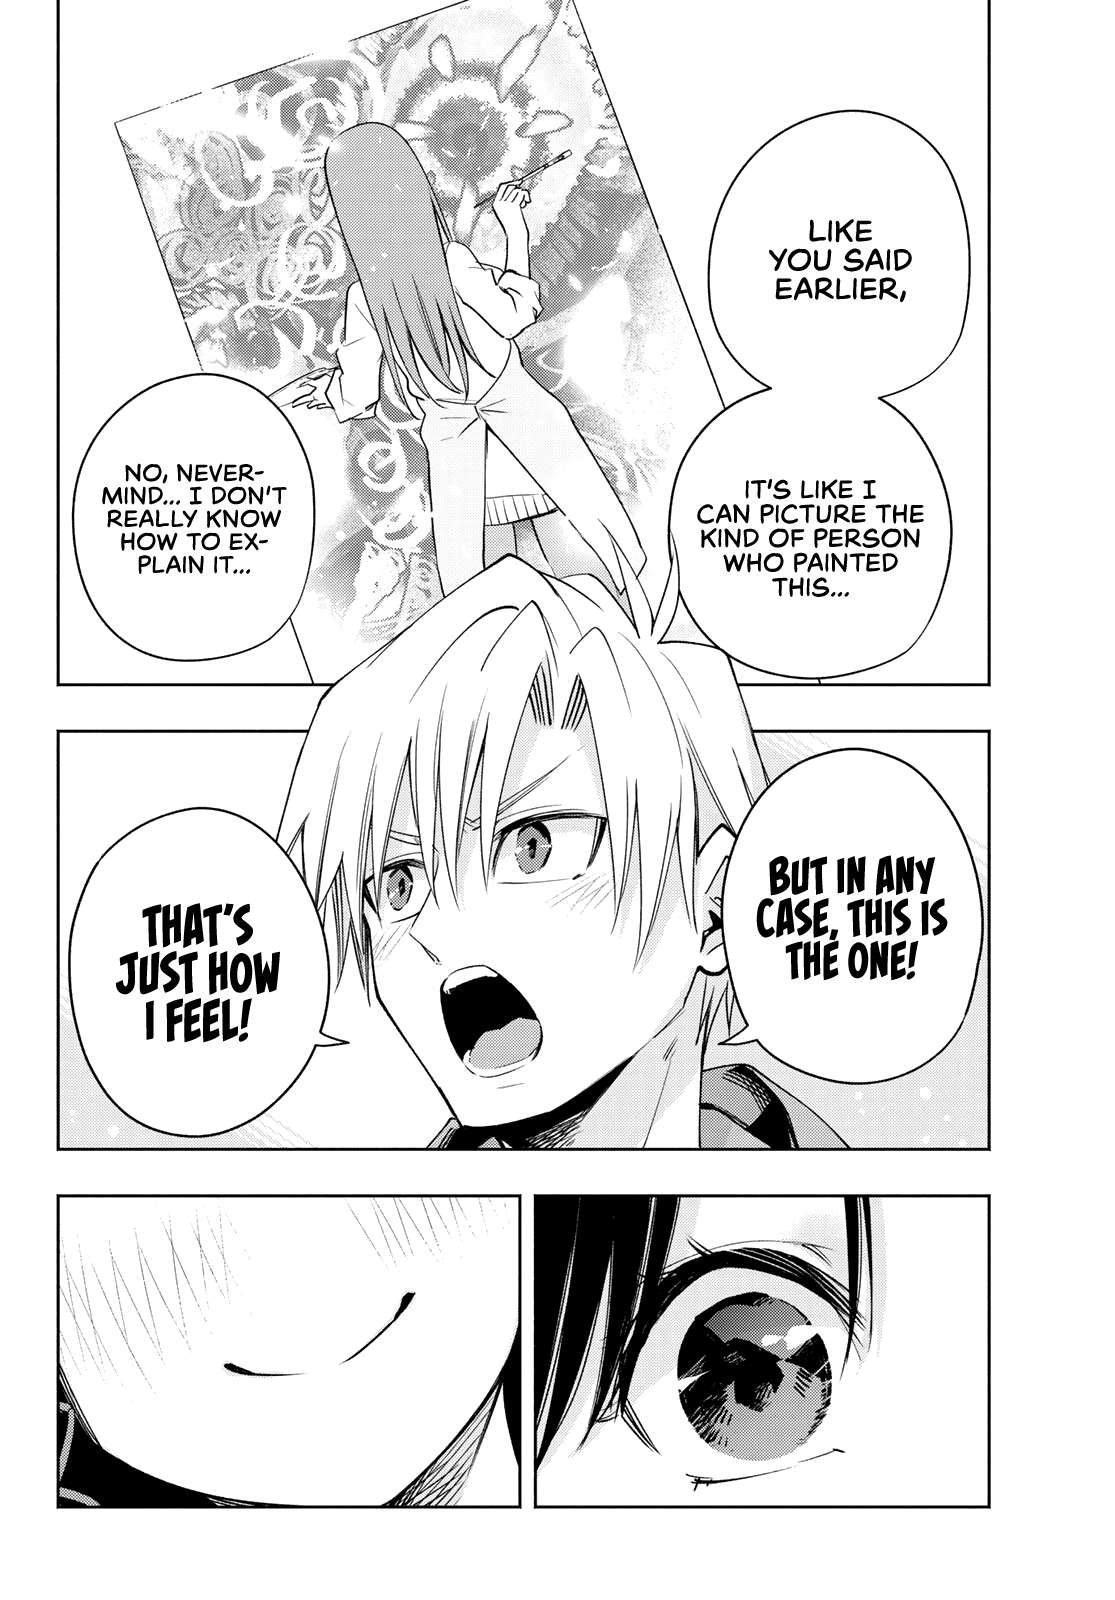 LIKE
YOU SAID
EARLIER,
IT'S LIKE I
CAN PICTURE THE
KIND OF PERSON
WHO PAINTED
THIS...
NO, NEVER-
MIND... I DON'T
REALLY KNOW
HOW TO EX-
PLAIN IT...
BUT IN ANY
CASE, THIS IS
THE ONE!
THAT'S
JUST HOW
I FEEL!